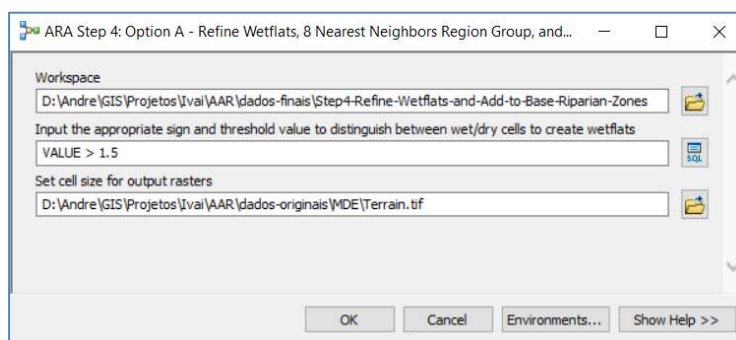 ARA Step 4: Option A - Refine Wetflats, 8 Nearest Neighbors Region Group, and...
Workspace
D:\Andre\GIS\Projetos\Ivai\AAR\dados-finais\Step4-Refine-Wetflats-and-Add-to-Base-Riparian-Zones
Input the appropriate sign and threshold value to distinguish between wet/dry cells to create wetflats
VALUE > 1.5
SQL
Set cell size for output rasters
D:\Andre\GIS\Projetos\Ivai\AAR\dados-originais\MDE\Terrain.tif
OK Cancel Environments... Show Help >>